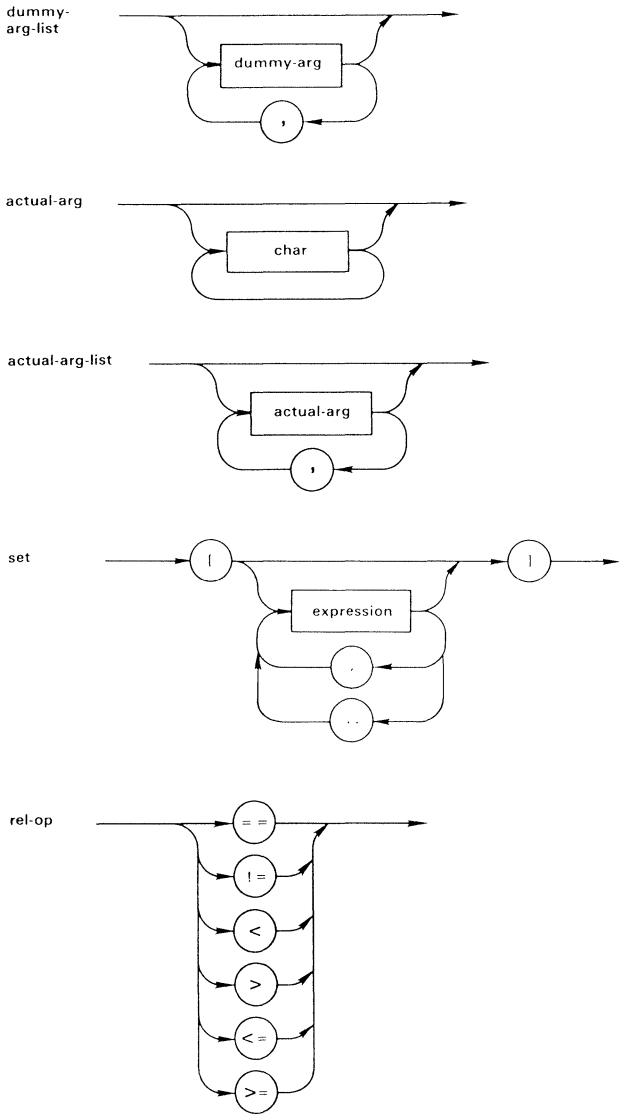 dummy-
arg-list
dummy-arg
,
actual-arg
char
actual-arg-list
actual-arg
,
set
[
]
expression
,
..
rel-op
==
!=
<
>
<=
>=